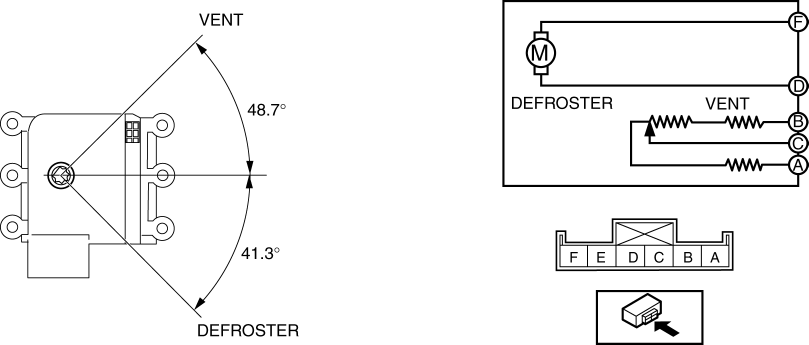 VENT
48.7°
41.3°
DEFROSTER
F
M
D
DEFROSTER VENT
B
C
A
F E D C B A